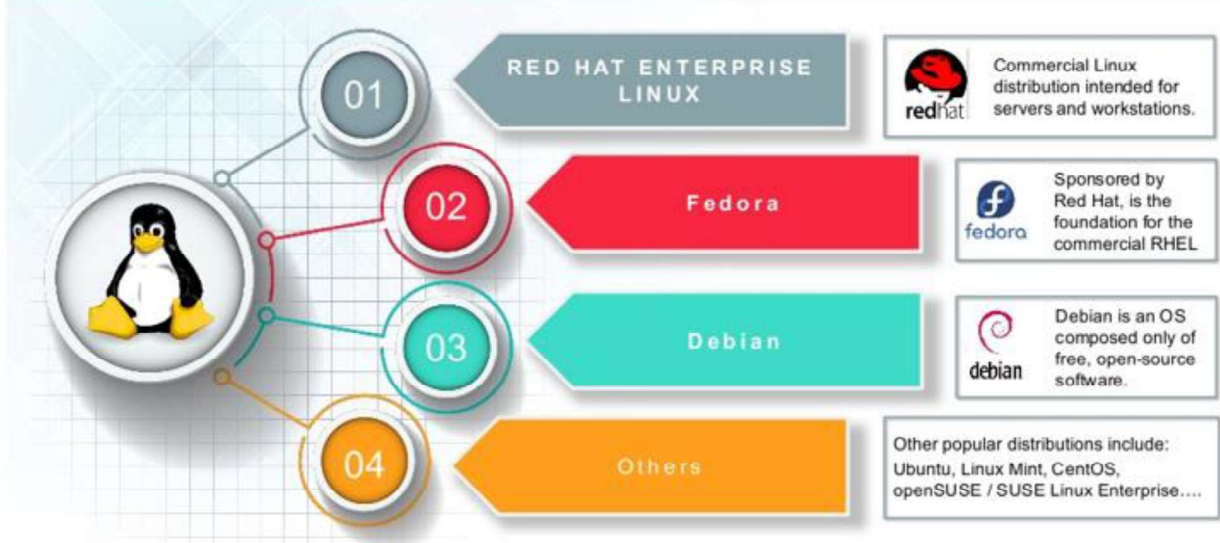 01
RED HAT ENTERPRISE
LINUX
redhat
Commercial Linux
distribution intended for
servers and workstations.
02
Fedora
fedora
Sponsored by
Red Hat, is the
foundation for the
commercial RHEL
03
Debian
debian
Debian is an OS
composed only of
free, open-source
software.
04
Others
Other popular distributions include:
Ubuntu, Linux Mint, CentOS,
openSUSE / SUSE Linux Enterprise....